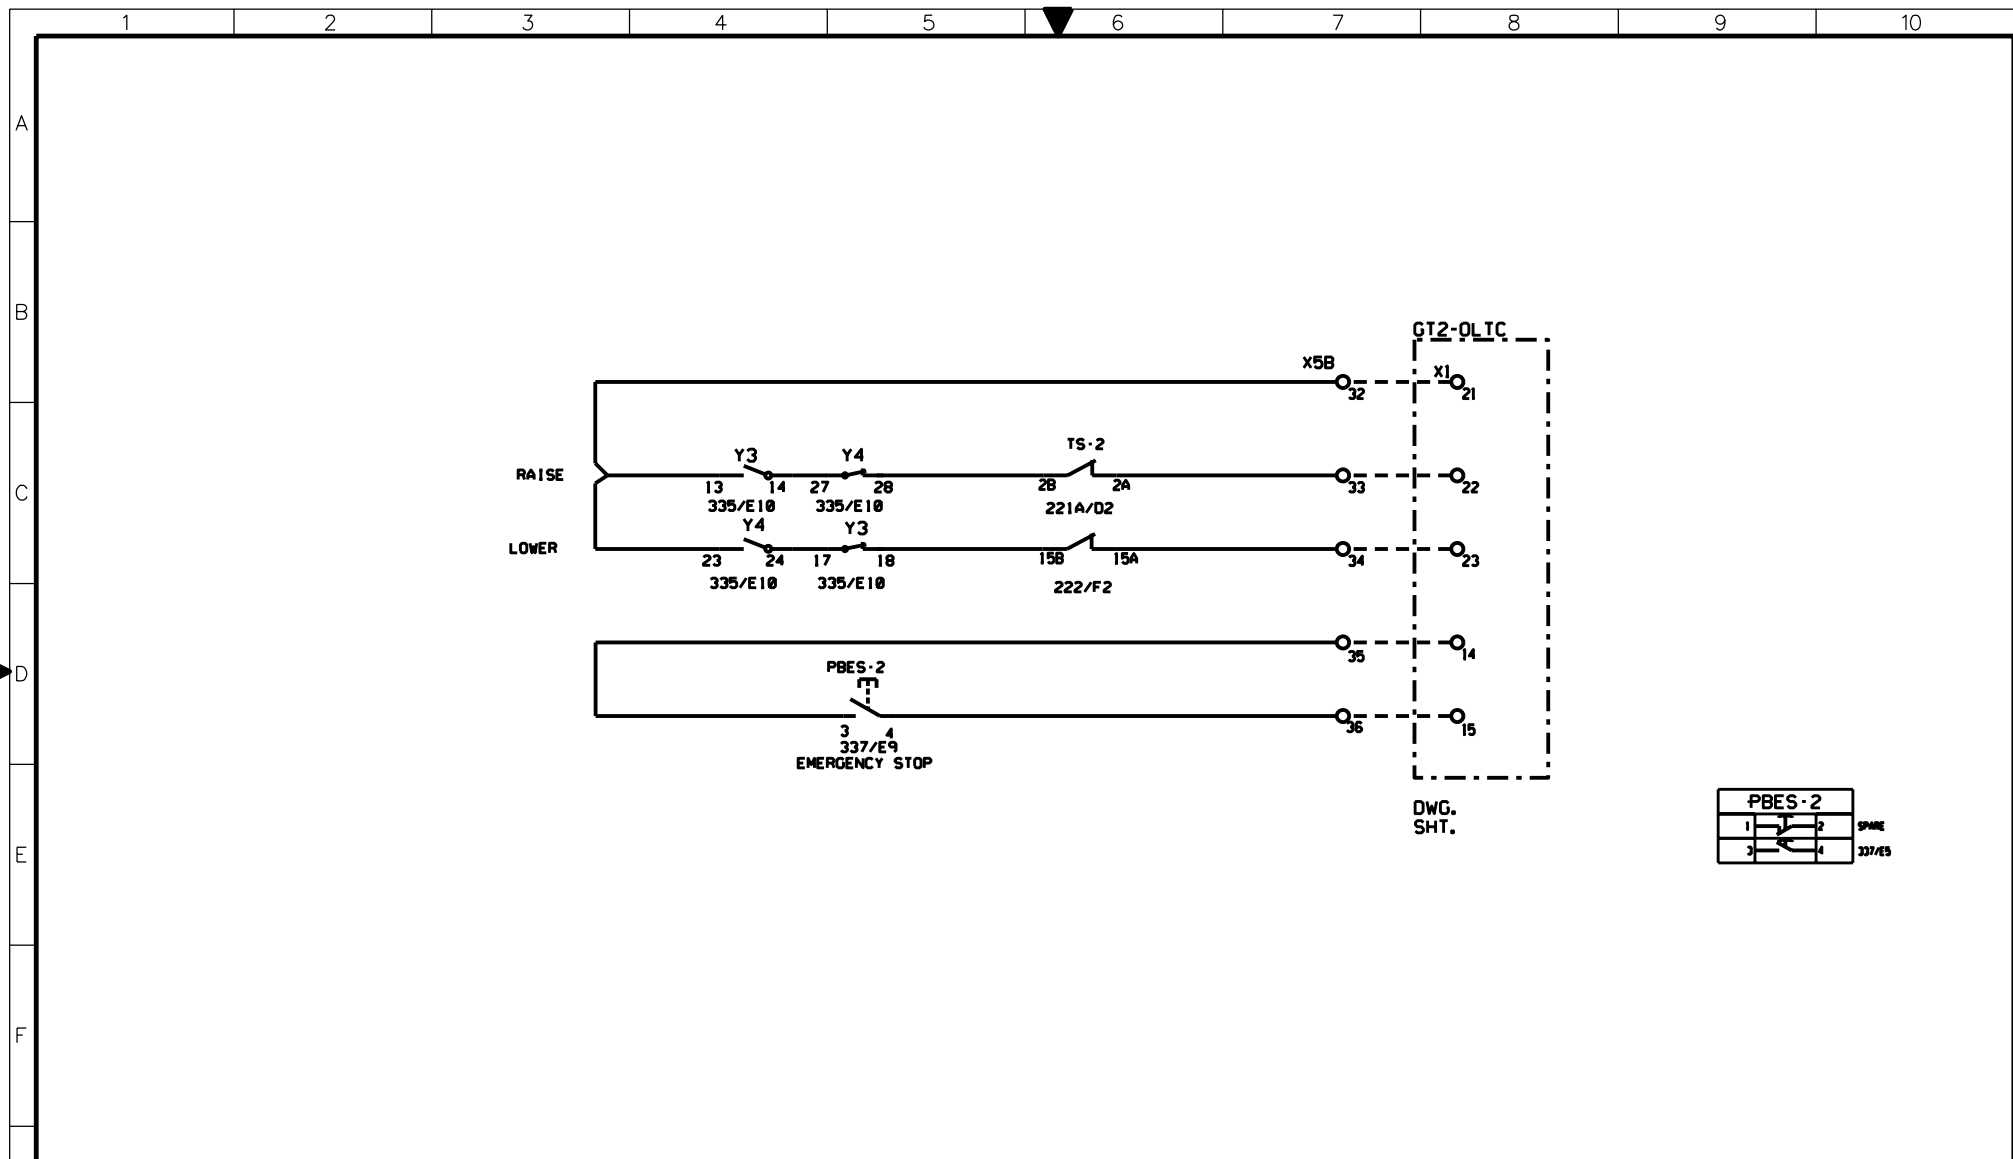 1 2 3 4 5 6 7 8 9 10
A
B
GT2-OLTC
X5B
X1
32
21
C
TS-2
Y3 Y4
RAISE
13 14 27 28 2B 2A 33 22
335/E10 335/E10 221A/D2
Y4 Y3
LOWER
23 24 17 18 15B 15A 34 23
335/E10 335/E10 222/F2
35 14
D
PBES-2
3 4 36 15
337/E9
EMERGENCY STOP
DWG.
SHT.
PBES-2
1 2 SPARE
3 4 337/E5
E
F